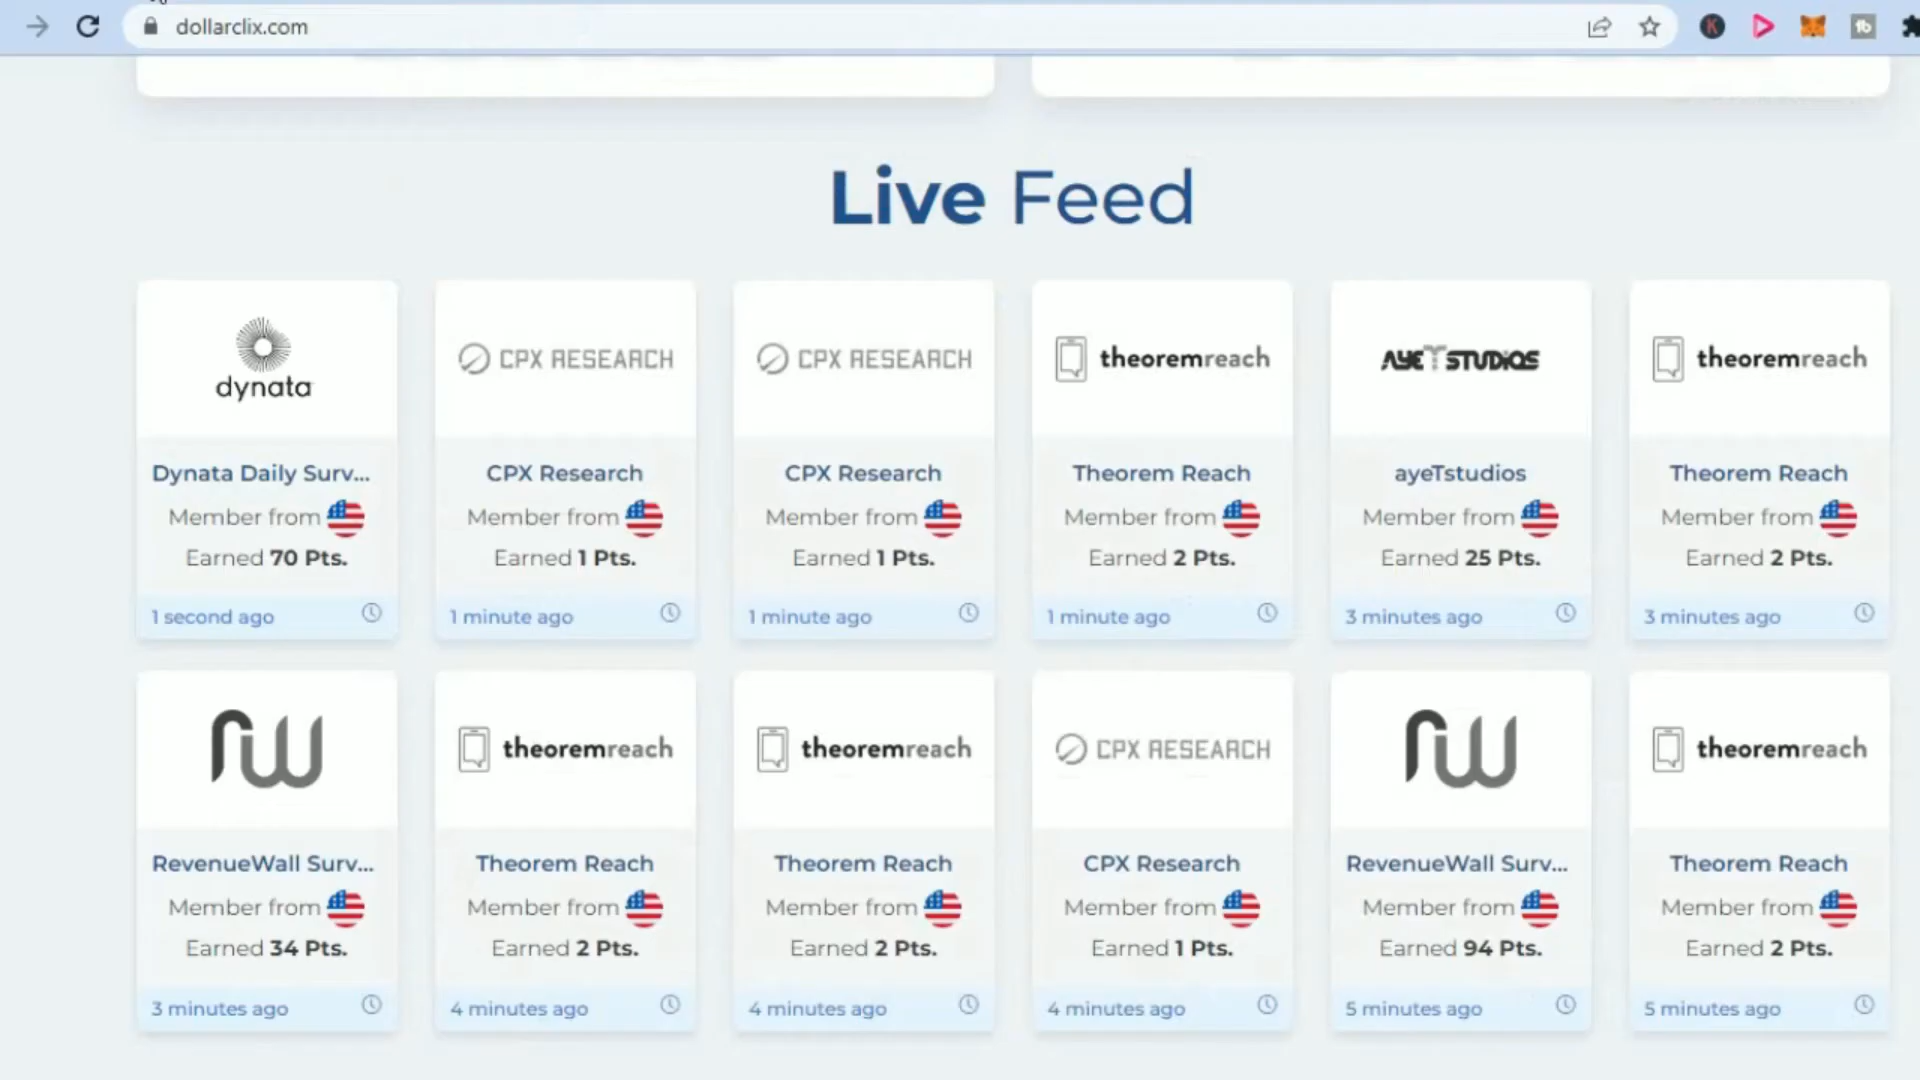 dollarclix.com
K
tb
Live Feed
dynata
Dynata Daily Surv...
Member from
Earned 70 Pts.
1 second ago
CPX RESEARCH
CPX Research
Member from
Earned 1 Pts.
1 minute ago
CPX RESEARCH
CPX Research
Member from
Earned 1 Pts.
1 minute ago
theoremreach
Theorem Reach
Member from
Earned 2 Pts.
1 minute ago
AYETSTUDIOS
ayeTstudios
Member from
Earned 25 Pts.
3 minutes ago
theoremreach
Theorem Reach
Member from
Earned 2 Pts.
3 minutes ago
rw
RevenueWall Surv...
Member from
Earned 34 Pts.
3 minutes ago
theoremreach
Theorem Reach
Member from
Earned 2 Pts.
4 minutes ago
theoremreach
Theorem Reach
Member from
Earned 2 Pts.
4 minutes ago
CPX RESEARCH
CPX Research
Member from
Earned 1 Pts.
4 minutes ago
rw
RevenueWall Surv...
Member from
Earned 94 Pts.
5 minutes ago
theoremreach
Theorem Reach
Member from
Earned 2 Pts.
5 minutes ago